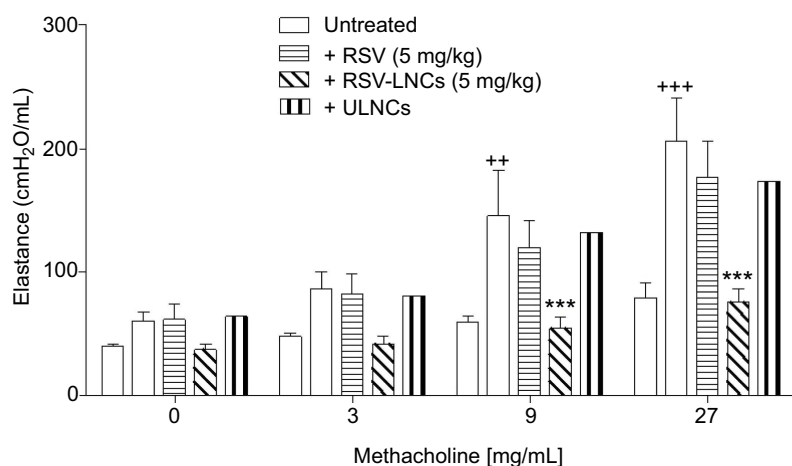 300
200
100
0
Elastance (cmH₂O/mL)
Untreated
+ RSV (5 mg/kg)
+ RSV-LNCs (5 mg/kg)
+ ULNCs
++
***
+++
***
0 3 9 27
Methacholine [mg/mL]